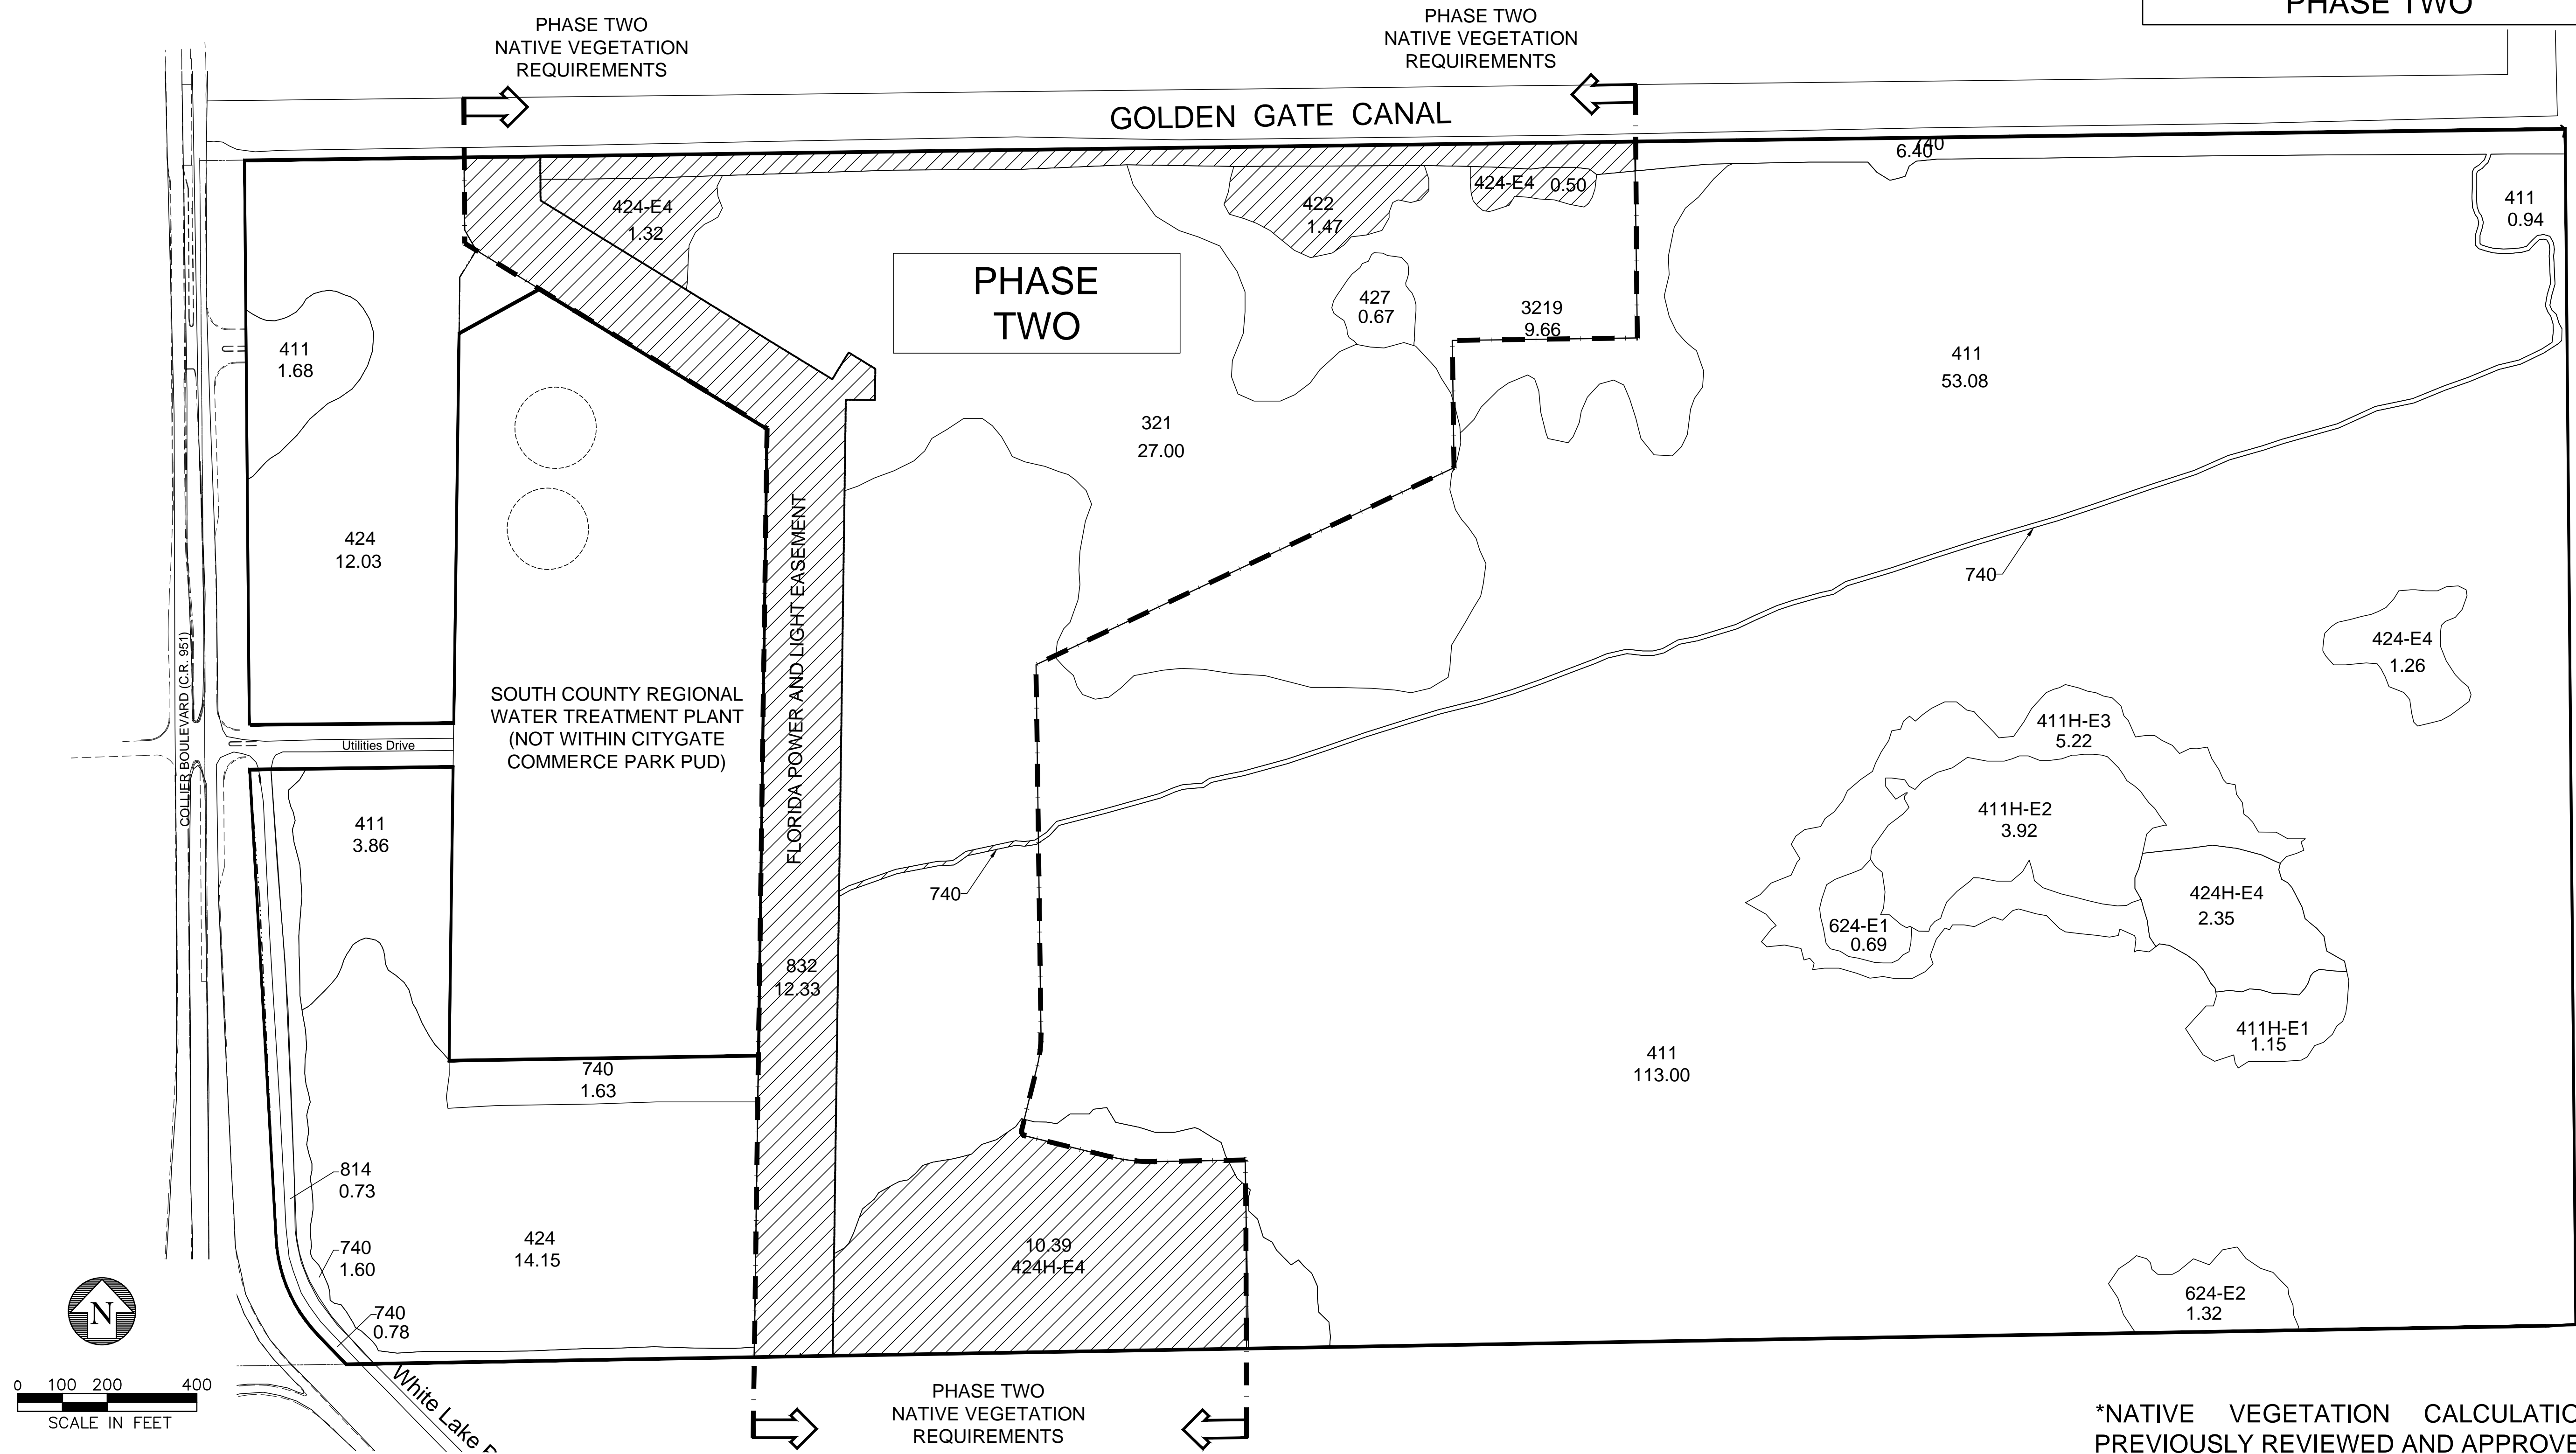 PHASE TWO
PHASE TWO
NATIVE VEGETATION
REQUIREMENTS
PHASE TWO
NATIVE VEGETATION
REQUIREMENTS
GOLDEN GATE CANAL
740
6.40
424-E4
1.32
422
1.47
424-E4 0.50
411
0.94
PHASE
TWO
427
0.67
3219
9.66
411
1.68
411
53.08
321
27.00
424
12.03
FLORIDA POWER AND LIGHT EASEMENT
740
424-E4
1.26
COLLIER BOULEVARD (C.R. 951)
SOUTH COUNTY REGIONAL
WATER TREATMENT PLANT
(NOT WITHIN CITYGATE
COMMERCE PARK PUD)
Utilities Drive
411H-E3
5.22
411H-E2
3.92
411
3.86
740
424H-E4
2.35
624-E1
0.69
832
12.33
411H-E1
1.15
411
113.00
740
1.63
814
0.73
424
14.15
740
1.60
10.39
424H-E4
740
0.78
624-E2
1.32
N
0 100 200 400
SCALE IN FEET
White Lake
PHASE TWO
NATIVE VEGETATION
REQUIREMENTS
*NATIVE VEGETATION CALCULATIO
PREVIOUSLY REVIEWED AND APPROVE